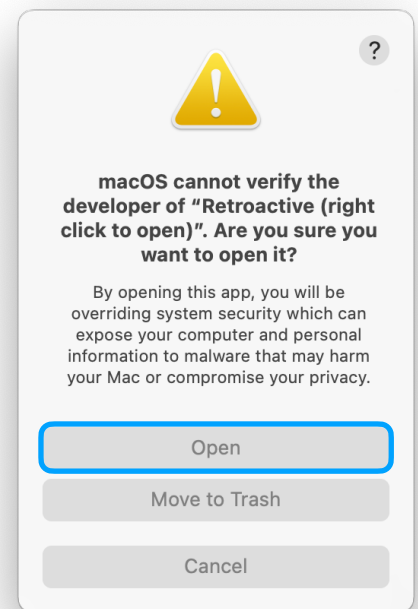 ?
macOS cannot verify the
developer of “Retroactive (right
click to open)”. Are you sure you
want to open it?
By opening this app, you will be
overriding system security which can
expose your computer and personal
information to malware that may harm
your Mac or compromise your privacy.
Open
Move to Trash
Cancel